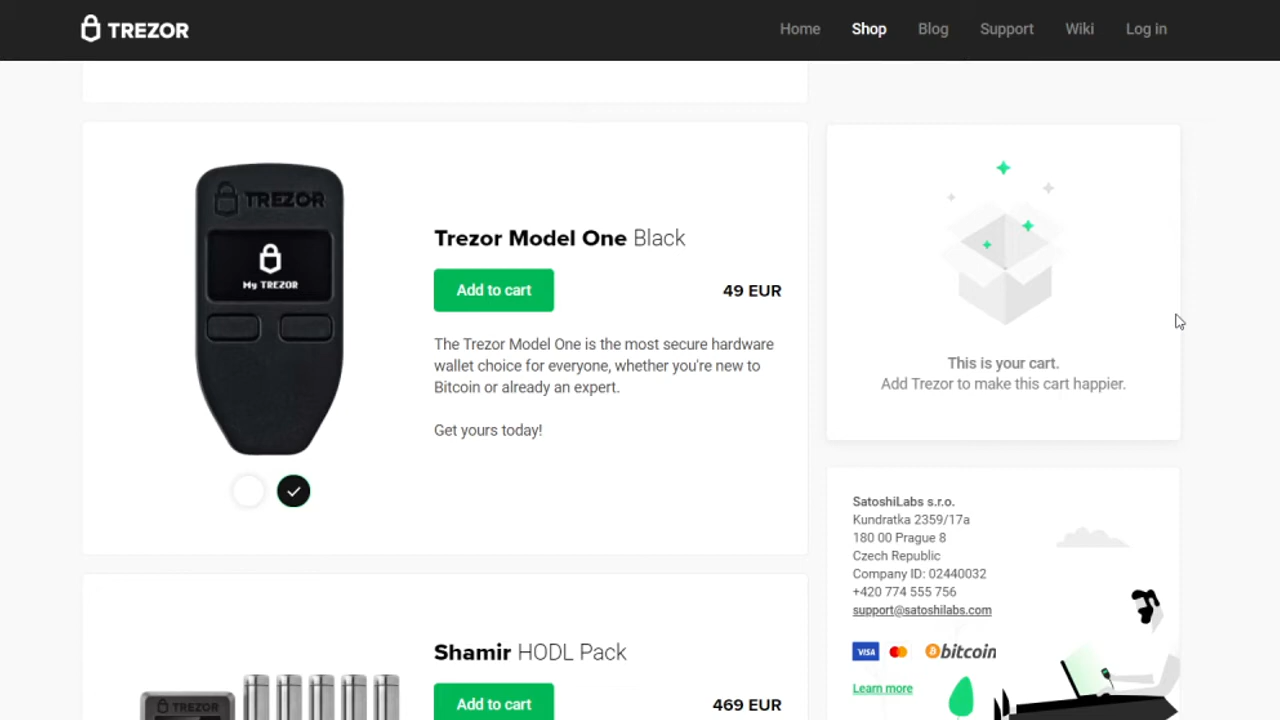 TREZOR
Home Shop Blog Support Wiki Log in
TREZOR
My TREZOR
Trezor Model One Black
Add to cart
49 EUR
The Trezor Model One is the most secure hardware
wallet choice for everyone, whether you're new to
Bitcoin or already an expert.
Get yours today!
This is your cart.
Add Trezor to make this cart happier.
Shamir HODL Pack
Add to cart
469 EUR
TREZOR
SatoshiLabs s.r.o.
Kundratka 2359/17a
180 00 Prague 8
Czech Republic
Company ID: 02440032
+420 774 555 756
support@satoshilabs.com
VISA
bitcoin
Learn more